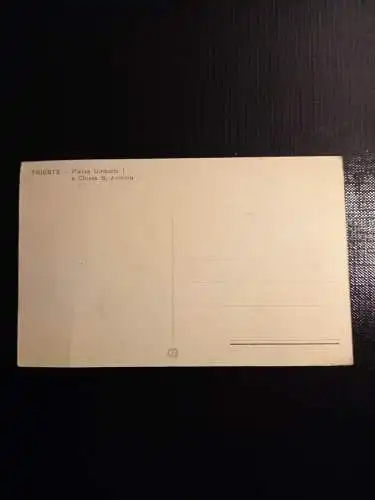 TRIESTE - Piazza Umberto I
e Chiesa S. Antonio